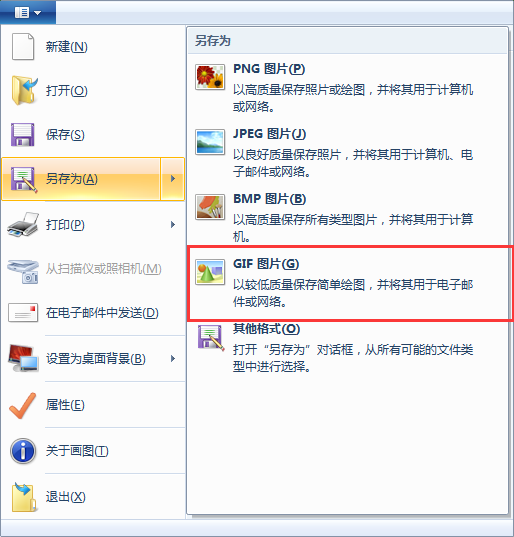 新建(N)
打开(O)
保存(S)
另存为(A)
打印(P)
从扫描仪或照相机(M)
在电子邮件中发送(D)
设置为桌面背景(B)
属性(E)
关于画图(T)
退出(X)
另存为
PNG 图片(P)
以高质量保存照片或绘图，并将其用于计算机
或网络。
JPEG 图片(J)
以良好质量保存照片，并将其用于计算机、电
子邮件或网络。
BMP 图片(B)
以高质量保存所有类型图片，并将其用于计算
机。
GIF 图片(G)
以较低质量保存简单绘图，并将其用于电子邮
件或网络。
其他格式(O)
打开“另存为”对话框，从所有可能的文件类
型中进行选择。